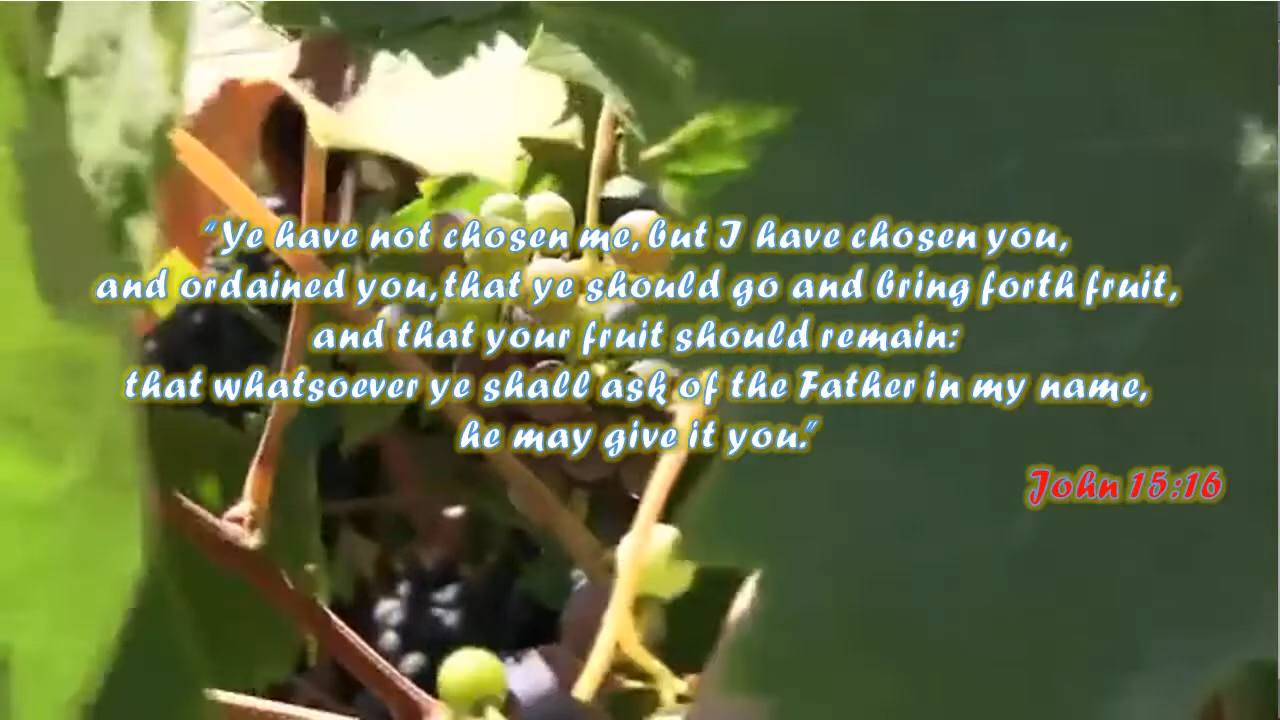 "Ye have not chosen me, but I have chosen you,
and ordained you, that ye should go and bring forth fruit,
and that your fruit should remain:
that whatsoever ye shall ask of the Father in my name,
he may give it you."
John 15:16